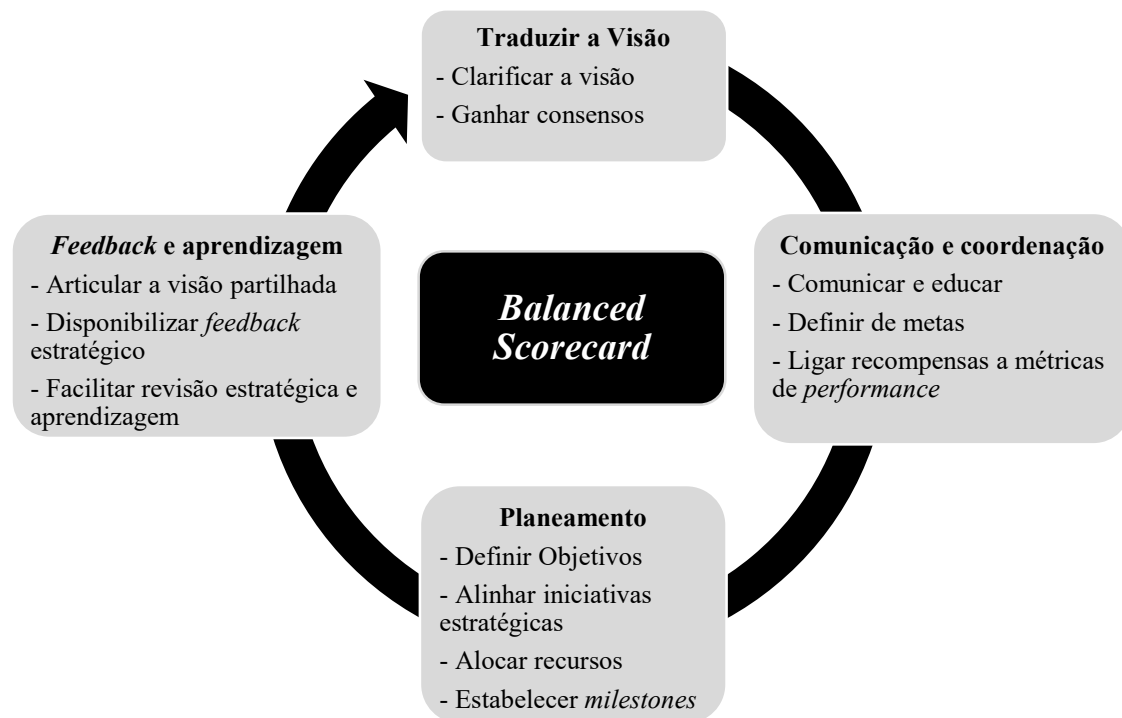 Traduzir a Visão
- Clarificar a visão
- Ganhar consensos
Feedback e aprendizagem
- Articular a visão partilhada
- Disponibilizar feedback
estratégico
- Facilitar revisão estratégica e
aprendizagem
Balanced
Scorecard
Comunicação e coordenação
- Comunicar e educar
- Definir de metas
- Ligar recompensas a métricas
de performance
Planeamento
- Definir Objetivos
- Alinhar iniciativas
estratégicas
- Alocar recursos
- Estabelecer milestones